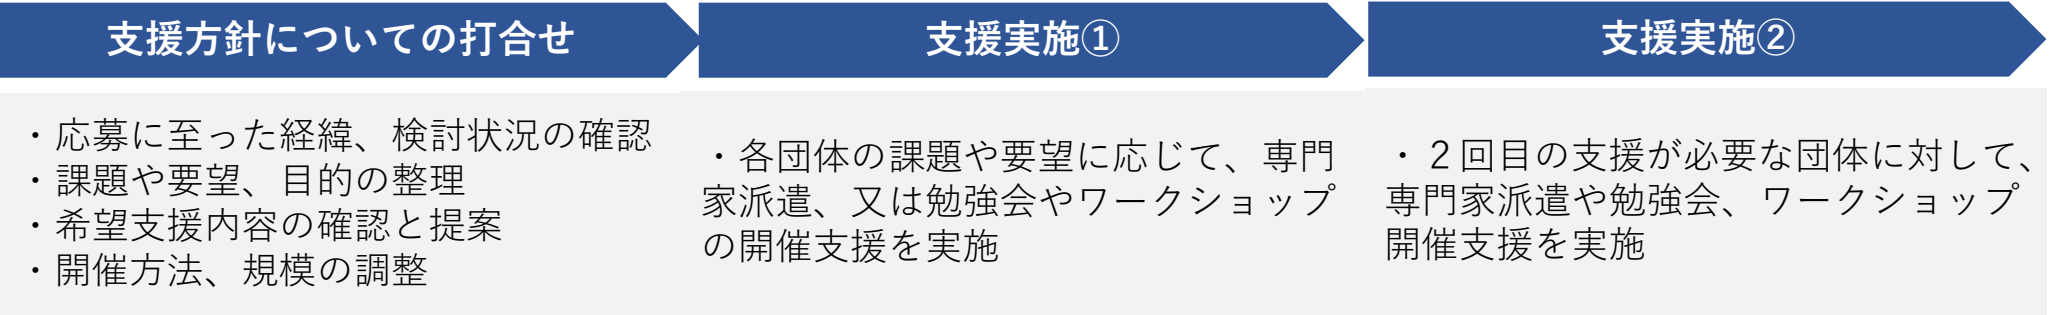 支援方針についての打合せ
・応募に至った経緯、検討状況の確認
・課題や要望、目的の整理
・希望支援内容の確認と提案
・開催方法、規模の調整
支援実施①
・各団体の課題や要望に応じて、専門
家派遣、又は勉強会やワークショップ
の開催支援を実施
支援実施②
・２回目の支援が必要な団体に対して、
専門家派遣や勉強会、ワークショップ
開催支援を実施